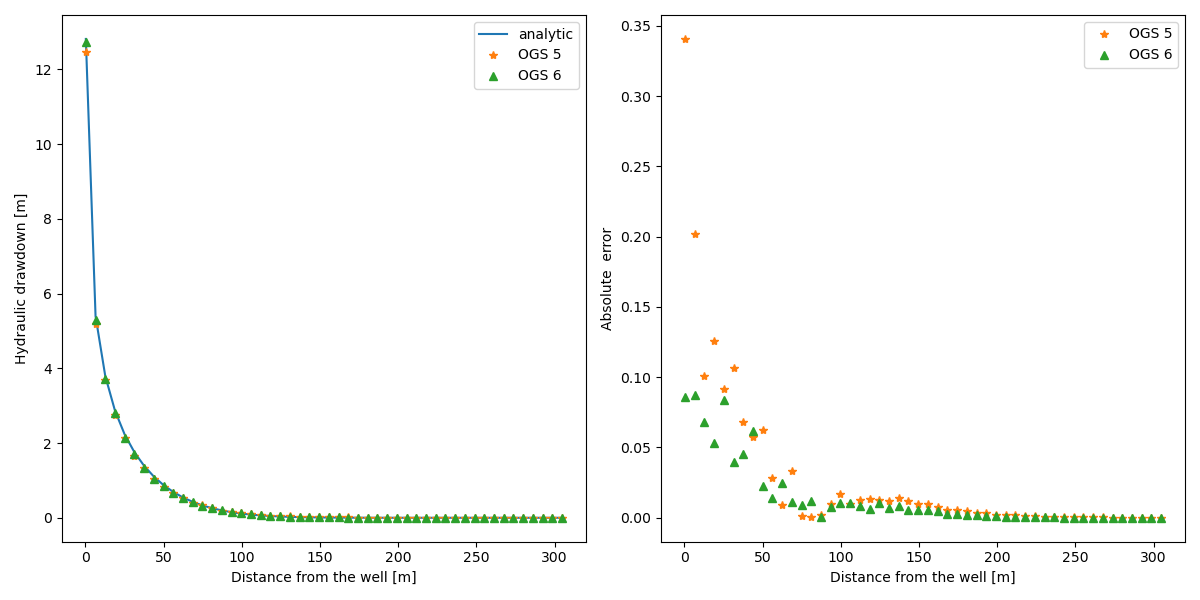 Hydraulic drawdown [m]
12
10
8
6
4
2
0
0 50 100 150 200 250 300
Distance from the well [m]
analytic
OGS 5
OGS 6
Absolute  error
0.35
0.30
0.25
0.20
0.15
0.10
0.05
0.00
0 50 100 150 200 250 300
Distance from the well [m]
OGS 5
OGS 6